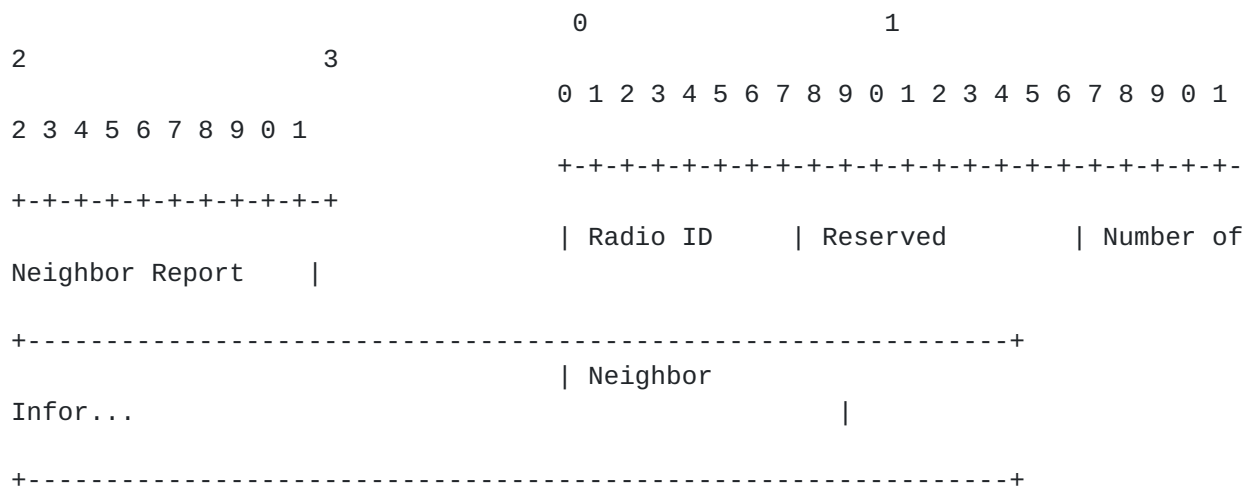 0                   1
2                   3
                                   0 1 2 3 4 5 6 7 8 9 0 1 2 3 4 5 6 7 8 9 0 1
2 3 4 5 6 7 8 9 0 1
                                   +-+-+-+-+-+-+-+-+-+-+-+-+-+-+-+-+-+-+-+-+-+-
+-+-+-+-+-+-+-+-+-+-+
                                   | Radio ID     | Reserved        | Number of
Neighbor Report    |
+---------------------------------------------------------------+
                                   | Neighbor
Infor...                                             |
+---------------------------------------------------------------+